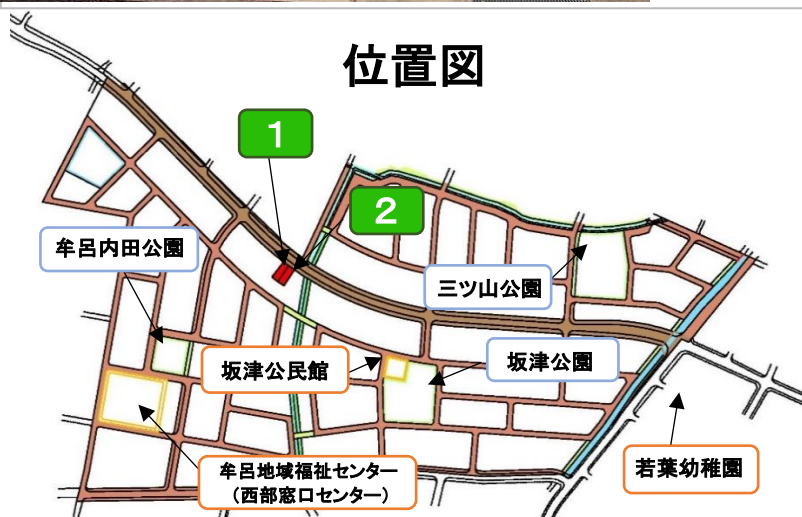 位置図
1
2
牟呂内田公園
三ツ山公園
坂津公民館
坂津公園
牟呂地域福祉センター
(西部窓口センター)
若葉幼稚園